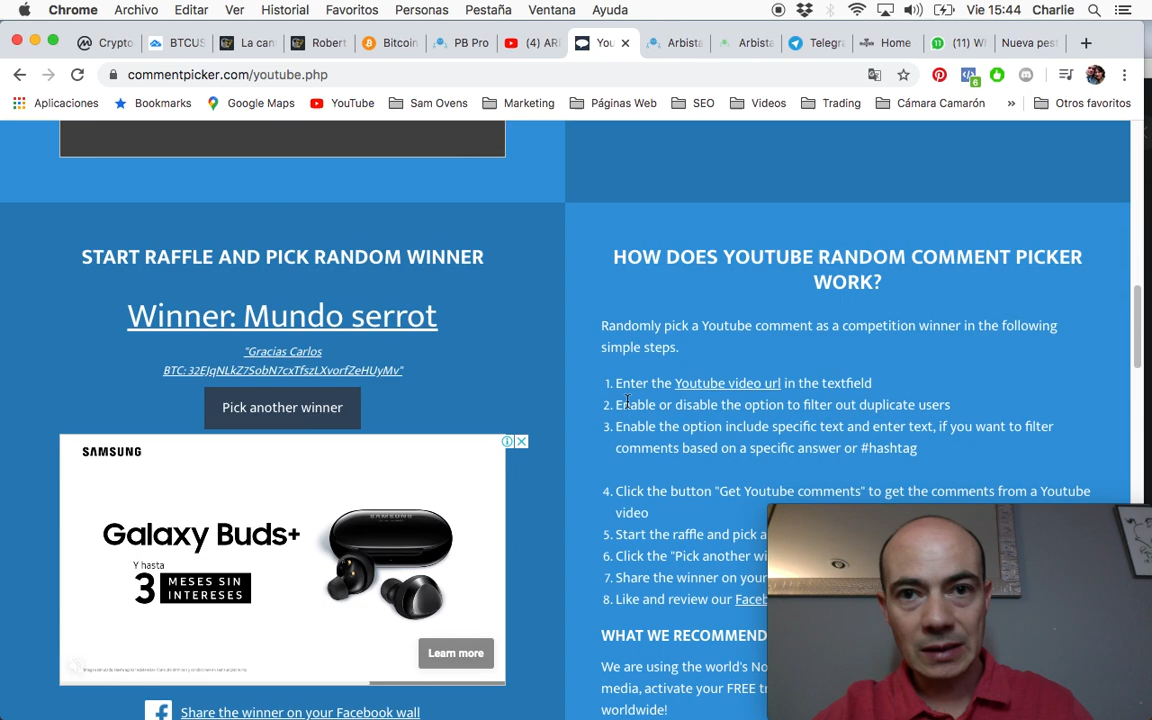 Chrome Archivo Editar Ver Historial Favoritos Personas Pestaña Ventana Ayuda Vie 15:44 Charlie
Crypto BTCUS La can Robert Bitcoin PB Pro (4) AR You Arbista Arbista Telegra Home (11) W Nueva pest
commentpicker.com/youtube.php 6
Aplicaciones Bookmarks Google Maps YouTube Sam Ovens Marketing Páginas Web SEO Videos Trading Cámara Camarón » Otros favoritos
START RAFFLE AND PICK RANDOM WINNER
Winner: Mundo serrot
"Gracias Carlos
BTC: 32EJqNLkZ7SobN7cxTfszLXvorfZeHUyMv"
Pick another winner
SAMSUNG
Galaxy Buds+
SAMSUNG
Y hasta
3 MESES SIN
INTERESES
Learn more
Share the winner on your Facebook wall
HOW DOES YOUTUBE RANDOM COMMENT PICKER
WORK?
Randomly pick a Youtube comment as a competition winner in the following
simple steps.
1. Enter the Youtube video url in the textfield
2. Enable or disable the option to filter out duplicate users
3. Enable the option include specific text and enter text, if you want to filter
comments based on a specific answer or #hashtag
4. Click the button "Get Youtube comments" to get the comments from a Youtube
video
5. Start the raffle and pick a
6. Click the "Pick another wi
7. Share the winner on your
8. Like and review our Faceb
WHAT WE RECOMMEND
We are using the world's No
media, activate your FREE tr
worldwide!